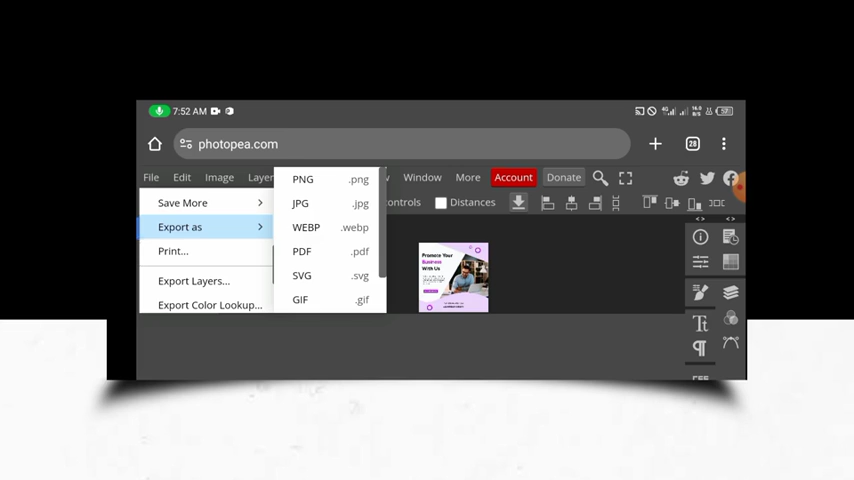 7:52 AM
photopea.com
28
File Edit Image Layer Window More Account Donate
Save More
Export as
Print...
Export Layers...
Export Color Lookup...
PNG .png
JPG .jpg
WEBP .webp
PDF .pdf
SVG .svg
GIF .gif
ontrols Distances
Promote Your
Business
With Us